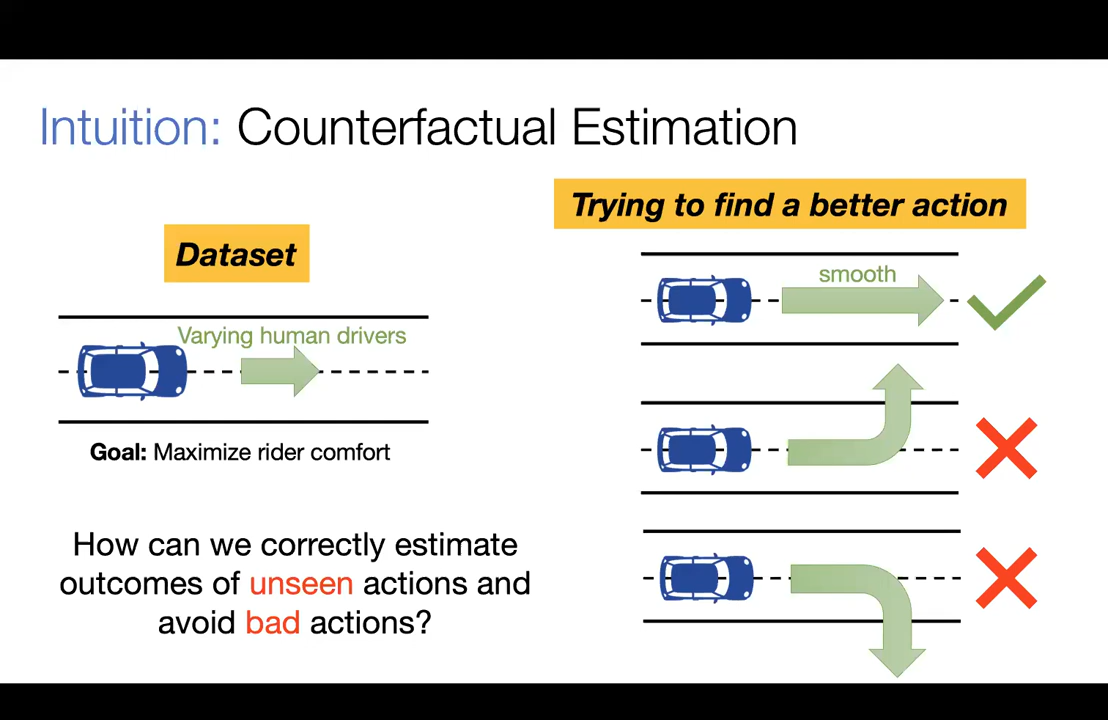 Intuition: Counterfactual Estimation
Dataset
Varying human drivers
Goal: Maximize rider comfort
How can we correctly estimate
outcomes of unseen actions and
avoid bad actions?
Trying to find a better action
smooth